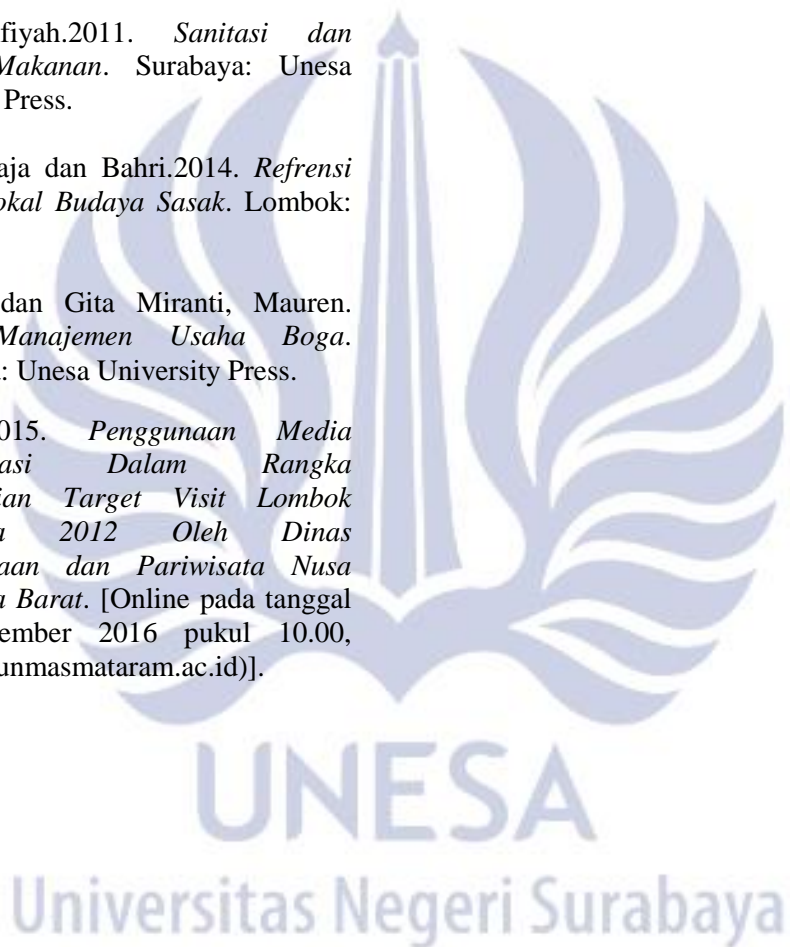 fiyah.2011. Sanitasi dan
Makanan. Surabaya: Unesa
Press.
aja dan Bahri.2014. Refrensi
okal Budaya Sasak. Lombok:
dan Gita Miranti, Mauren.
Manajemen Usaha Boga.
: Unesa University Press.
015. Penggunaan Media
asi Dalam Rangka
ian Target Visit Lombok
a 2012 Oleh Dinas
aan dan Pariwisata Nusa
a Barat. [Online pada tanggal
ember 2016 pukul 10.00,
unmasmataram.ac.id)].
UNESA
Universitas Negeri Surabaya